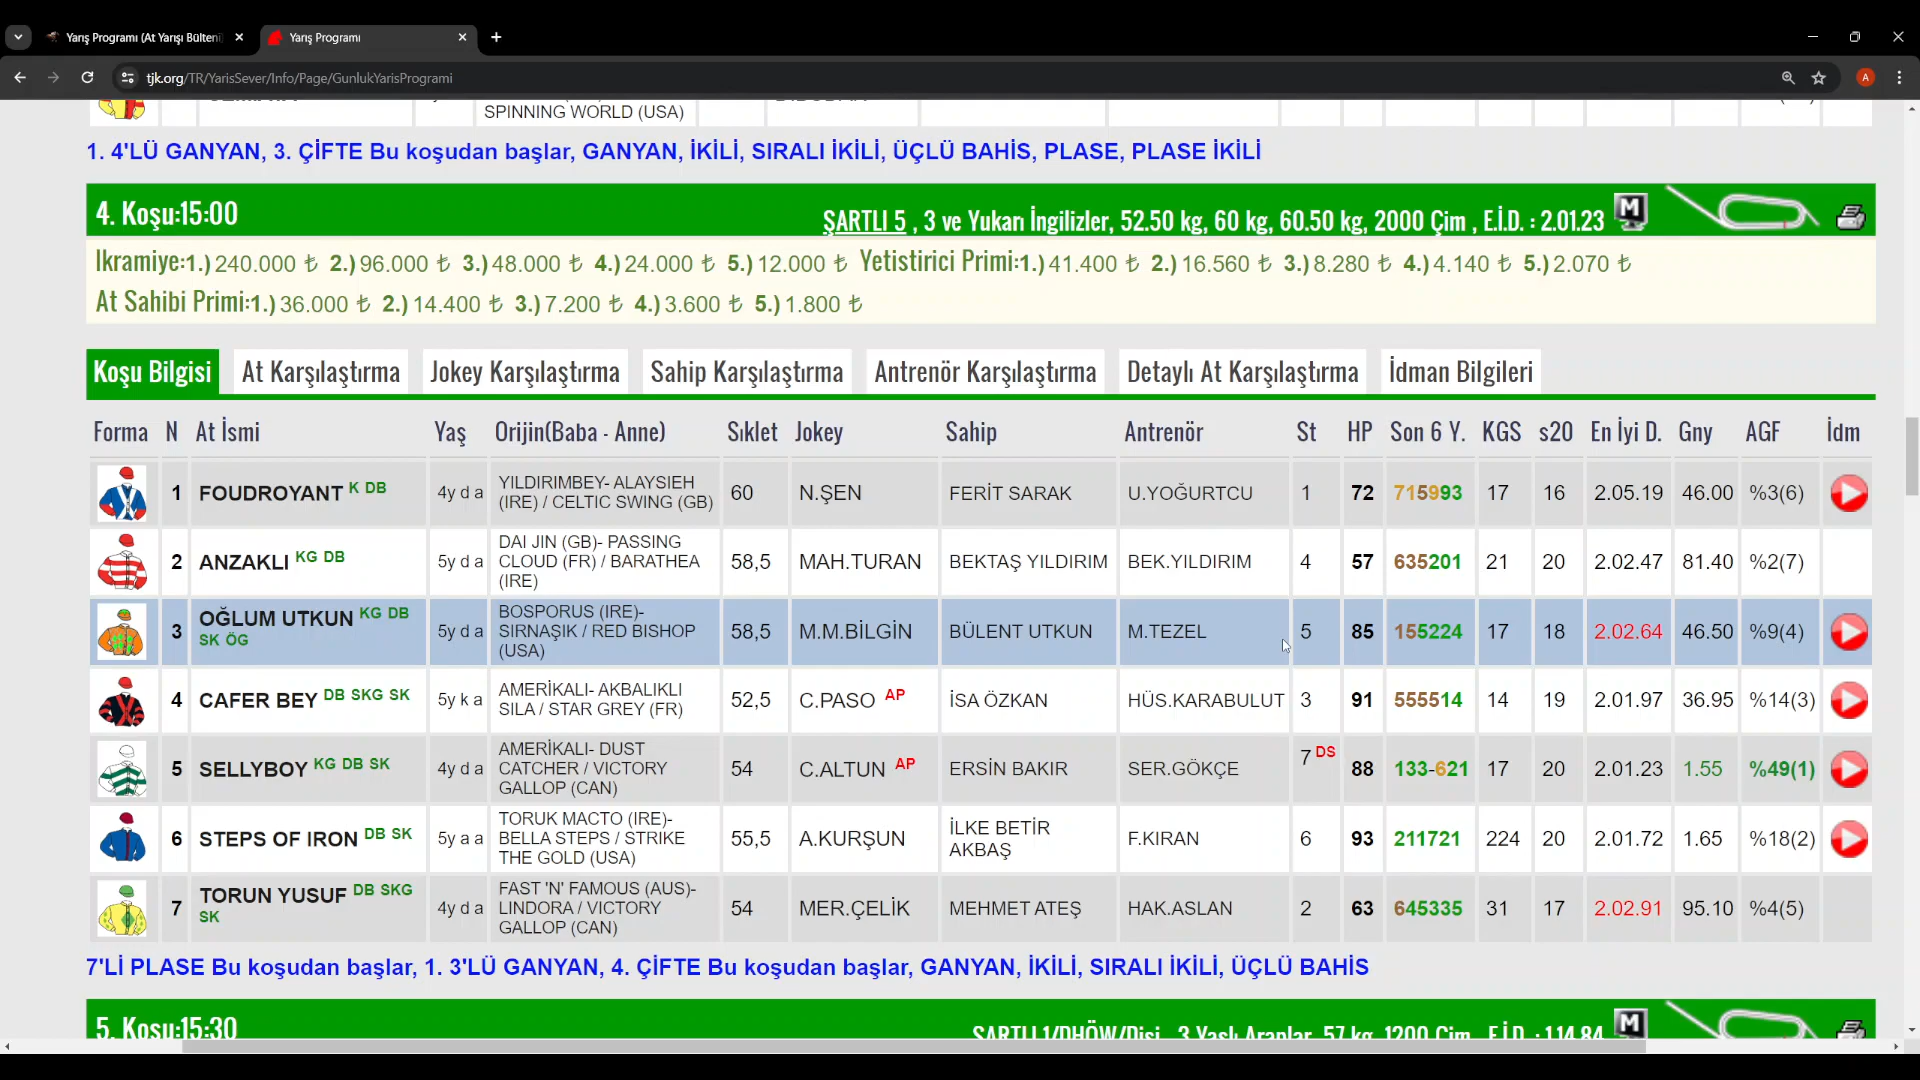 Yarış Programı (At Yarışı Bülteni
Yarış Programı
tjk.org/TR/YarisSever/Info/Page/GunlukYarisProgrami
A
SPINNING WORLD (USA)
1. 4'LÜ GANYAN, 3. ÇİFTE Bu koşudan başlar, GANYAN, İKİLİ, SIRALI İKİLİ, ÜÇLÜ BAHİS, PLASE, PLASE İKİLİ
4. Koşu:15:00
ŞARTLI 5 , 3 ve Yukarı İngilizler, 52.50 kg, 60 kg, 60.50 kg, 2000 Çim , E.İ.D. : 2.01.23 M
Ikramiye:1.) 240.000 ₺ 2.) 96.000 ₺ 3.) 48.000 ₺ 4.) 24.000 ₺ 5.) 12.000 ₺ Yetistirici Primi:1.) 41.400 ₺ 2.) 16.560 ₺ 3.) 8.280 ₺ 4.) 4.140 ₺ 5.) 2.070 ₺
At Sahibi Primi:1.) 36.000 ₺ 2.) 14.400 ₺ 3.) 7.200 ₺ 4.) 3.600 ₺ 5.) 1.800 ₺
Koşu Bilgisi At Karşılaştırma Jokey Karşılaştırma Sahip Karşılaştırma Antrenör Karşılaştırma Detaylı At Karşılaştırma İdman Bilgileri
Forma N At İsmi Yaş Orijin(Baba - Anne) Sıklet Jokey Sahip Antrenör St HP Son 6 Y. KGS s20 En İyi D. Gny AGF İdm
1 FOUDROYANT K DB 4y d a YILDIRIMBEY- ALAYSIEH (IRE) / CELTIC SWING (GB) 60 N.ŞEN FERİT SARAK U.YOĞURTCU 1 72 715993 17 16 2.05.19 46.00 %3(6)
2 ANZAKLI KG DB 5y d a DAI JIN (GB)- PASSING CLOUD (FR) / BARATHEA (IRE) 58,5 MAH.TURAN BEKTAŞ YILDIRIM BEK.YILDIRIM 4 57 635201 21 20 2.02.47 81.40 %2(7)
3 OĞLUM UTKUN KG DB SK ÖG 5y d a BOSPORUS (IRE)- SIRNAŞIK / RED BISHOP (USA) 58,5 M.M.BİLGİN BÜLENT UTKUN M.TEZEL 5 85 155224 17 18 2.02.64 46.50 %9(4)
4 CAFER BEY DB SKG SK 5y k a AMERİKALI- AKBALIKLI SILA / STAR GREY (FR) 52,5 C.PASO AP İSA ÖZKAN HÜS.KARABULUT 3 91 555514 14 19 2.01.97 36.95 %14(3)
5 SELLYBOY KG DB SK 4y d a AMERİKALI- DUST CATCHER / VICTORY GALLOP (CAN) 54 C.ALTUN AP ERSİN BAKIR SER.GÖKÇE 7 DS 88 133-621 17 20 2.01.23 1.55 %49(1)
6 STEPS OF IRON DB SK 5y a a TORUK MACTO (IRE)- BELLA STEPS / STRIKE THE GOLD (USA) 55,5 A.KURŞUN İLKE BETİR AKBAŞ F.KIRAN 6 93 211721 224 20 2.01.72 1.65 %18(2)
7 TORUN YUSUF DB SKG SK 4y d a FAST 'N' FAMOUS (AUS)- LINDORA / VICTORY GALLOP (CAN) 54 MER.ÇELİK MEHMET ATEŞ HAK.ASLAN 2 63 645335 31 17 2.02.91 95.10 %4(5)
7'Lİ PLASE Bu koşudan başlar, 1. 3'LÜ GANYAN, 4. ÇİFTE Bu koşudan başlar, GANYAN, İKİLİ, SIRALI İKİLİ, ÜÇLÜ BAHİS
5. Koşu:15:30
ŞARTLI 1/DHÖW/Dişi , 3 Yaşlı Araplar, 57 kg, 1200 Çim , E.İ.D. : 1.14.84 M